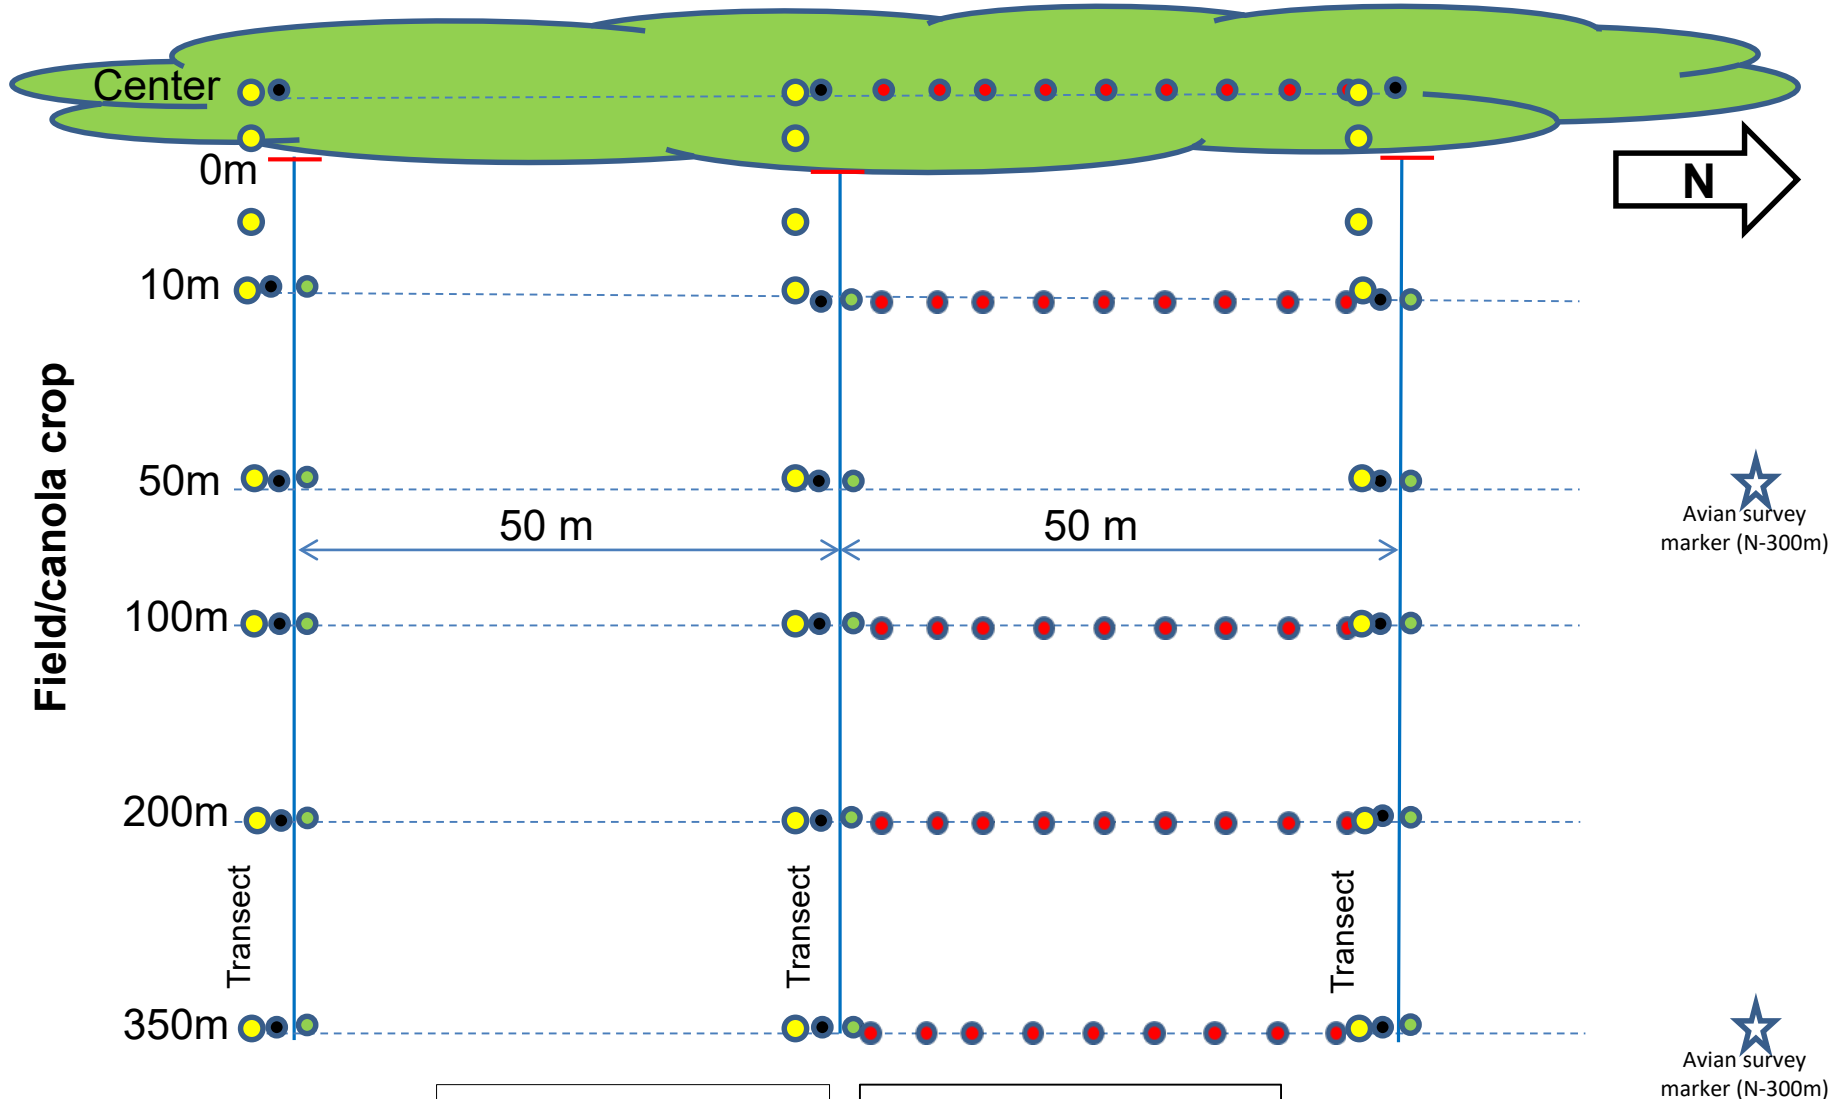 Center
0m
N
10m
Field/canola crop
50m
50 m
50 m
Avian survey
marker (N-300m)
100m
200m
Transect
Transect
Transect
350m
Avian survey
marker (N-300m)